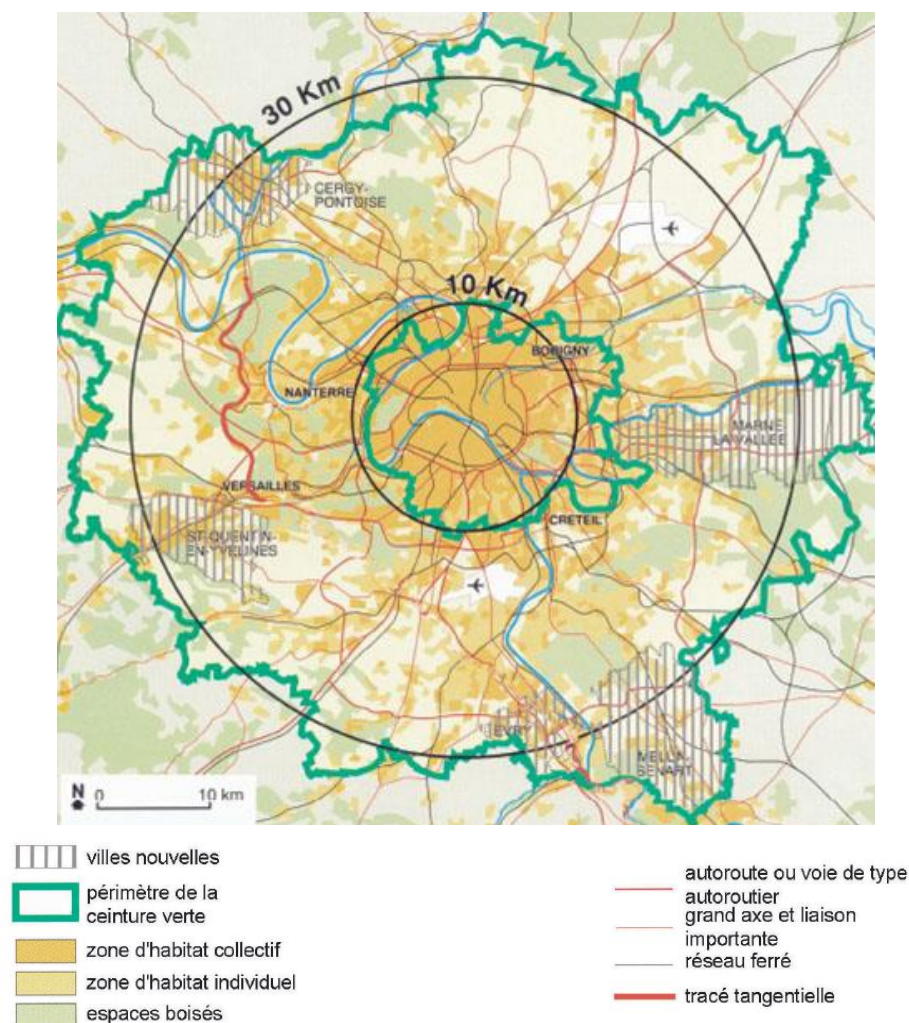 30 Km
CERGY-
PONTOISE
10 Km
BOBIGNY
NANTERRE
MARNE
LA VALLEE
VERSAILLES
ST-QUENTIN-
EN-YVELINES
CRETEIL
EVRY
MELUN
SENART
N
0 10 km
villes nouvelles
périmètre de la
ceinture verte
zone d'habitat collectif
zone d'habitat individuel
espaces boisés
autoroute ou voie de type
autoroutier
grand axe et liaison
importante
réseau ferré
tracé tangentielle